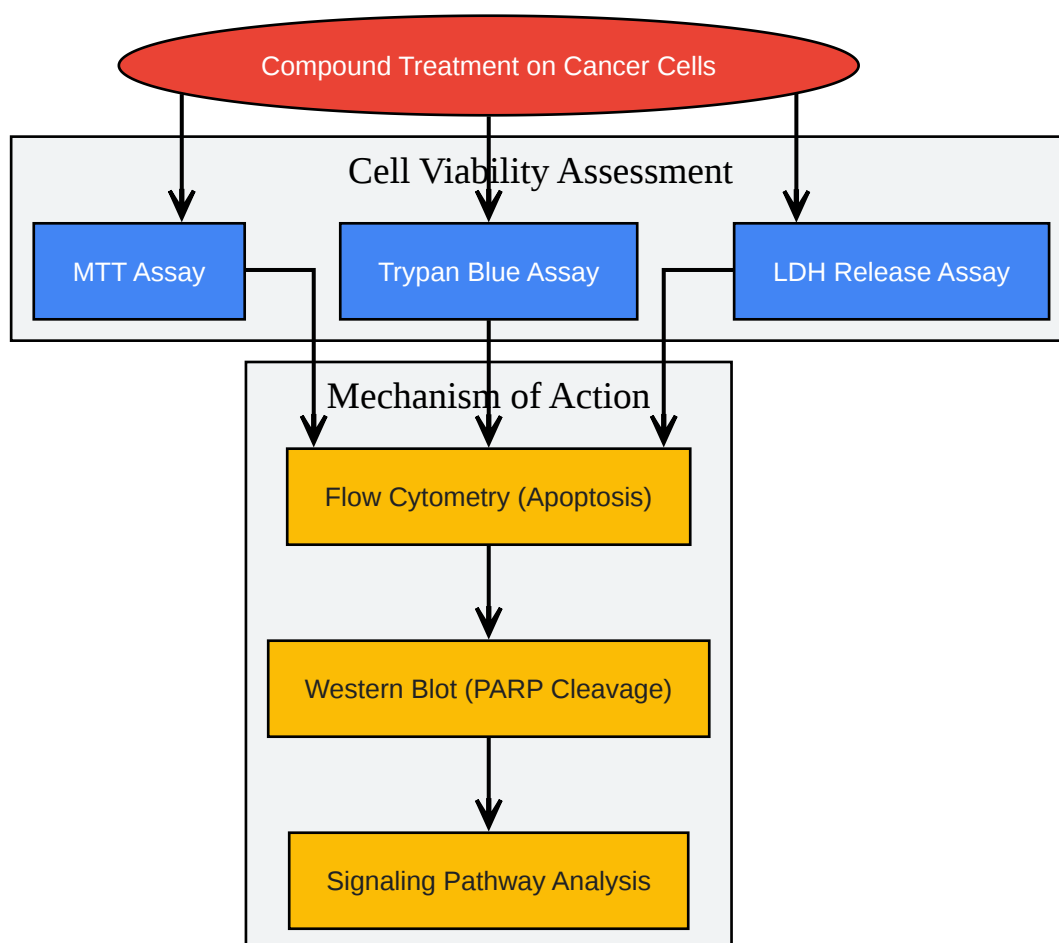 Compound Treatment on Cancer Cells
Cell Viability Assessment
MTT Assay
Trypan Blue Assay
LDH Release Assay
Mechanism of Action
Flow Cytometry (Apoptosis)
Western Blot (PARP Cleavage)
Signaling Pathway Analysis